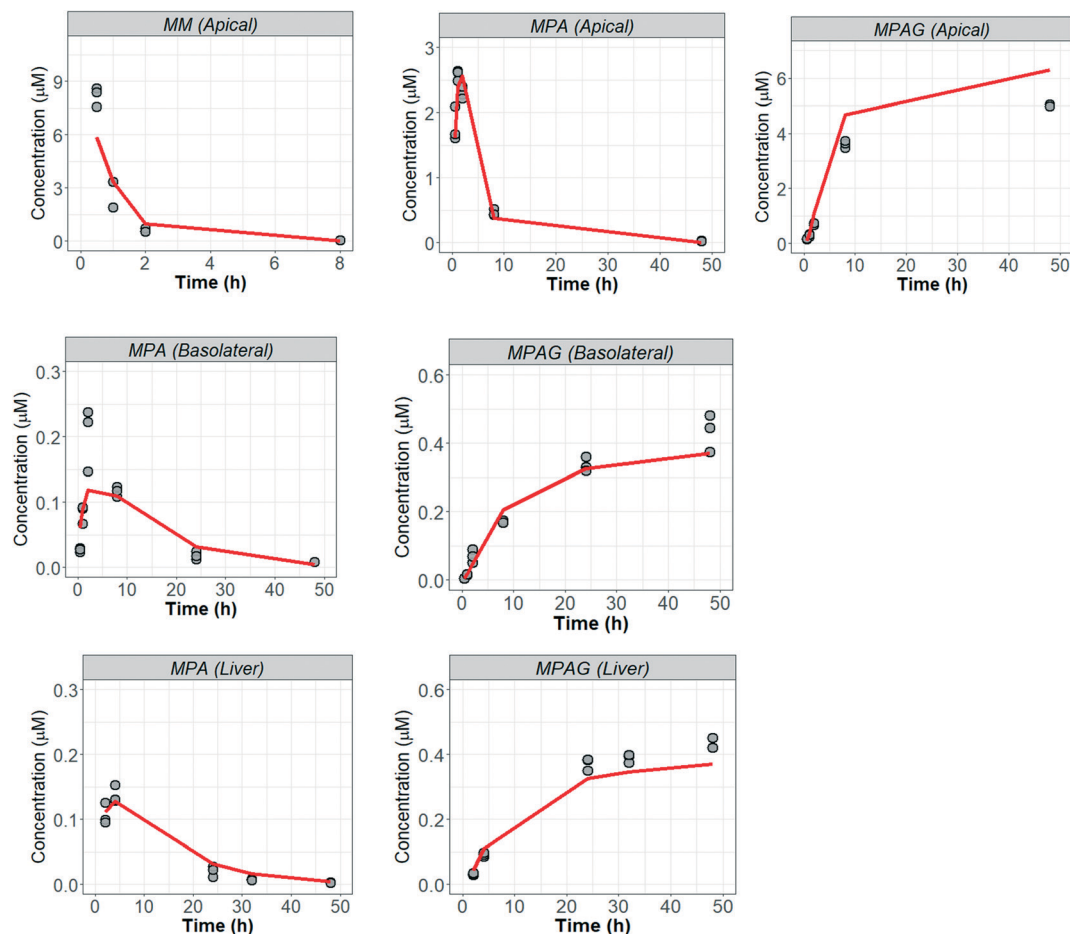 MM (Apical)
Concentration (µM)
9
6
3
0
0 2 4 6 8
Time (h)
MPA (Apical)
Concentration (µM)
3
2
1
0
0 10 20 30 40 50
Time (h)
MPAG (Apical)
Concentration (µM)
6
4
2
0
0 10 20 30 40 50
Time (h)
MPA (Basolateral)
Concentration (µM)
0.3
0.2
0.1
0.0
0 10 20 30 40 50
Time (h)
MPAG (Basolateral)
Concentration (µM)
0.6
0.4
0.2
0.0
0 10 20 30 40 50
Time (h)
MPA (Liver)
Concentration (µM)
0.3
0.2
0.1
0.0
0 10 20 30 40 50
Time (h)
MPAG (Liver)
Concentration (µM)
0.6
0.4
0.2
0.0
0 10 20 30 40 50
Time (h)